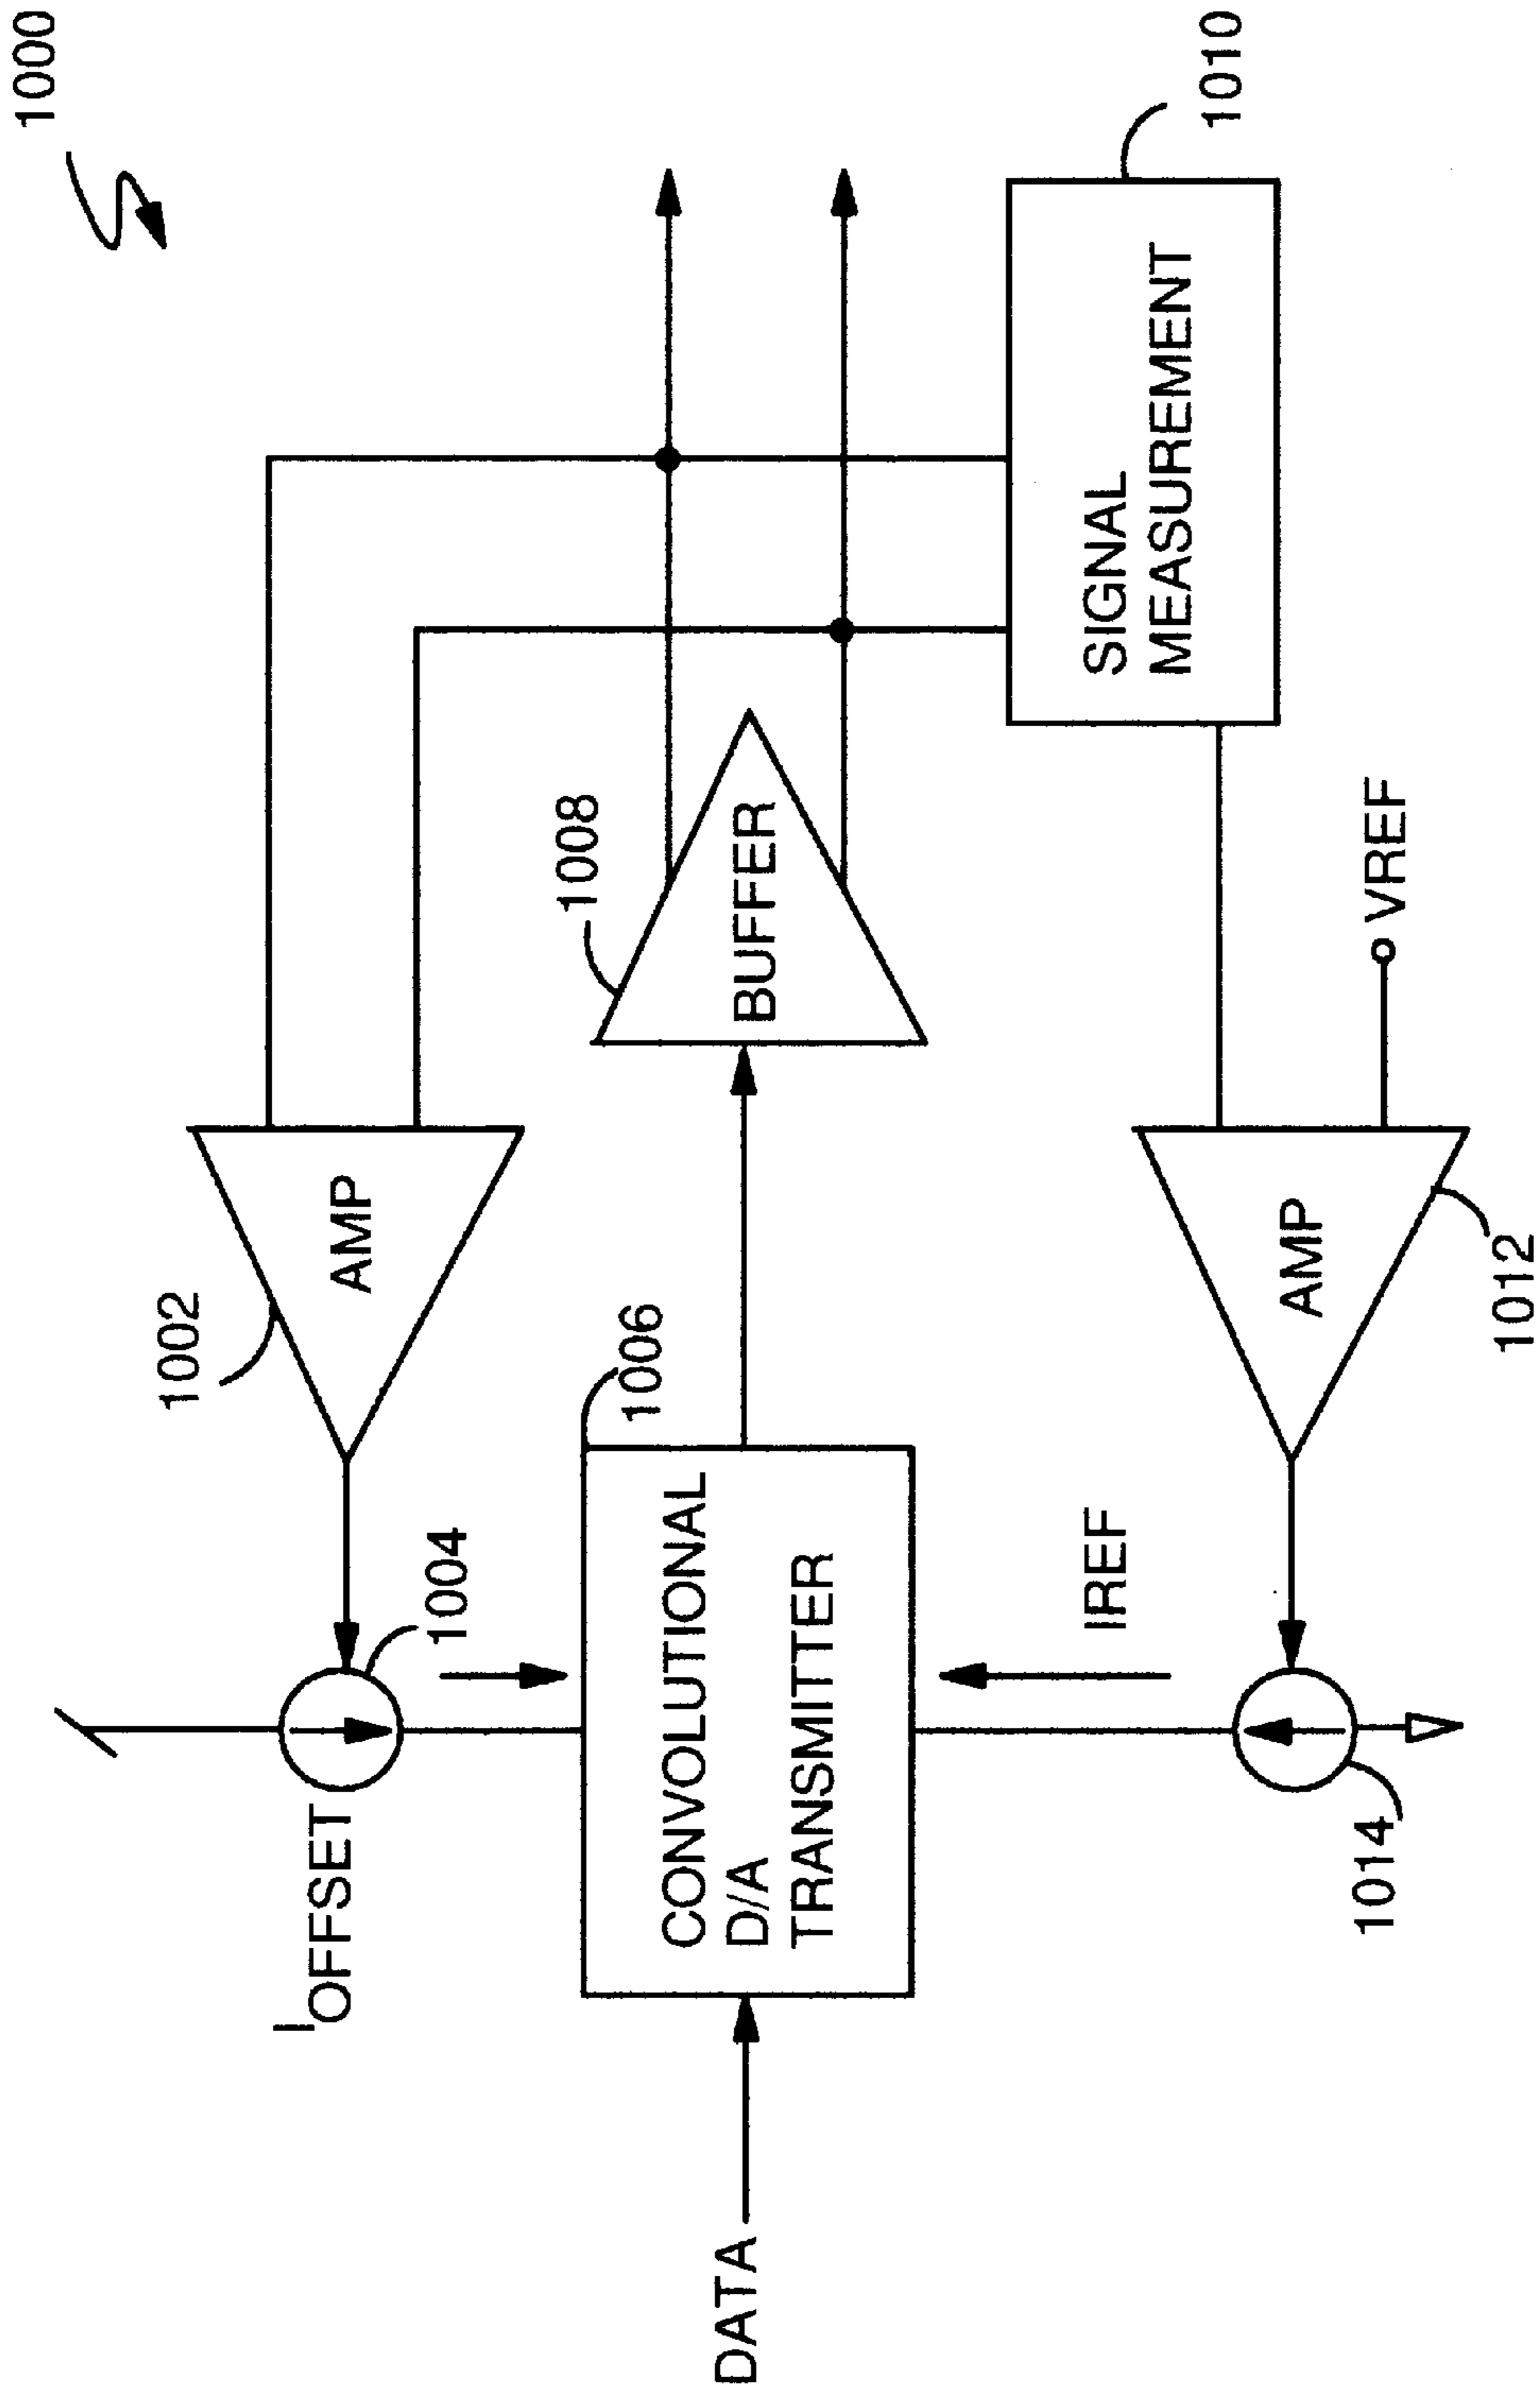 1000
1002
AMP
IOFFSET
1004
1006
1008
CONVOLUTIONAL
D/A
TRANSMITTER
DATA
BUFFER
SIGNAL
MEASUREMENT
1010
IREF
VREF
AMP
1014
1012